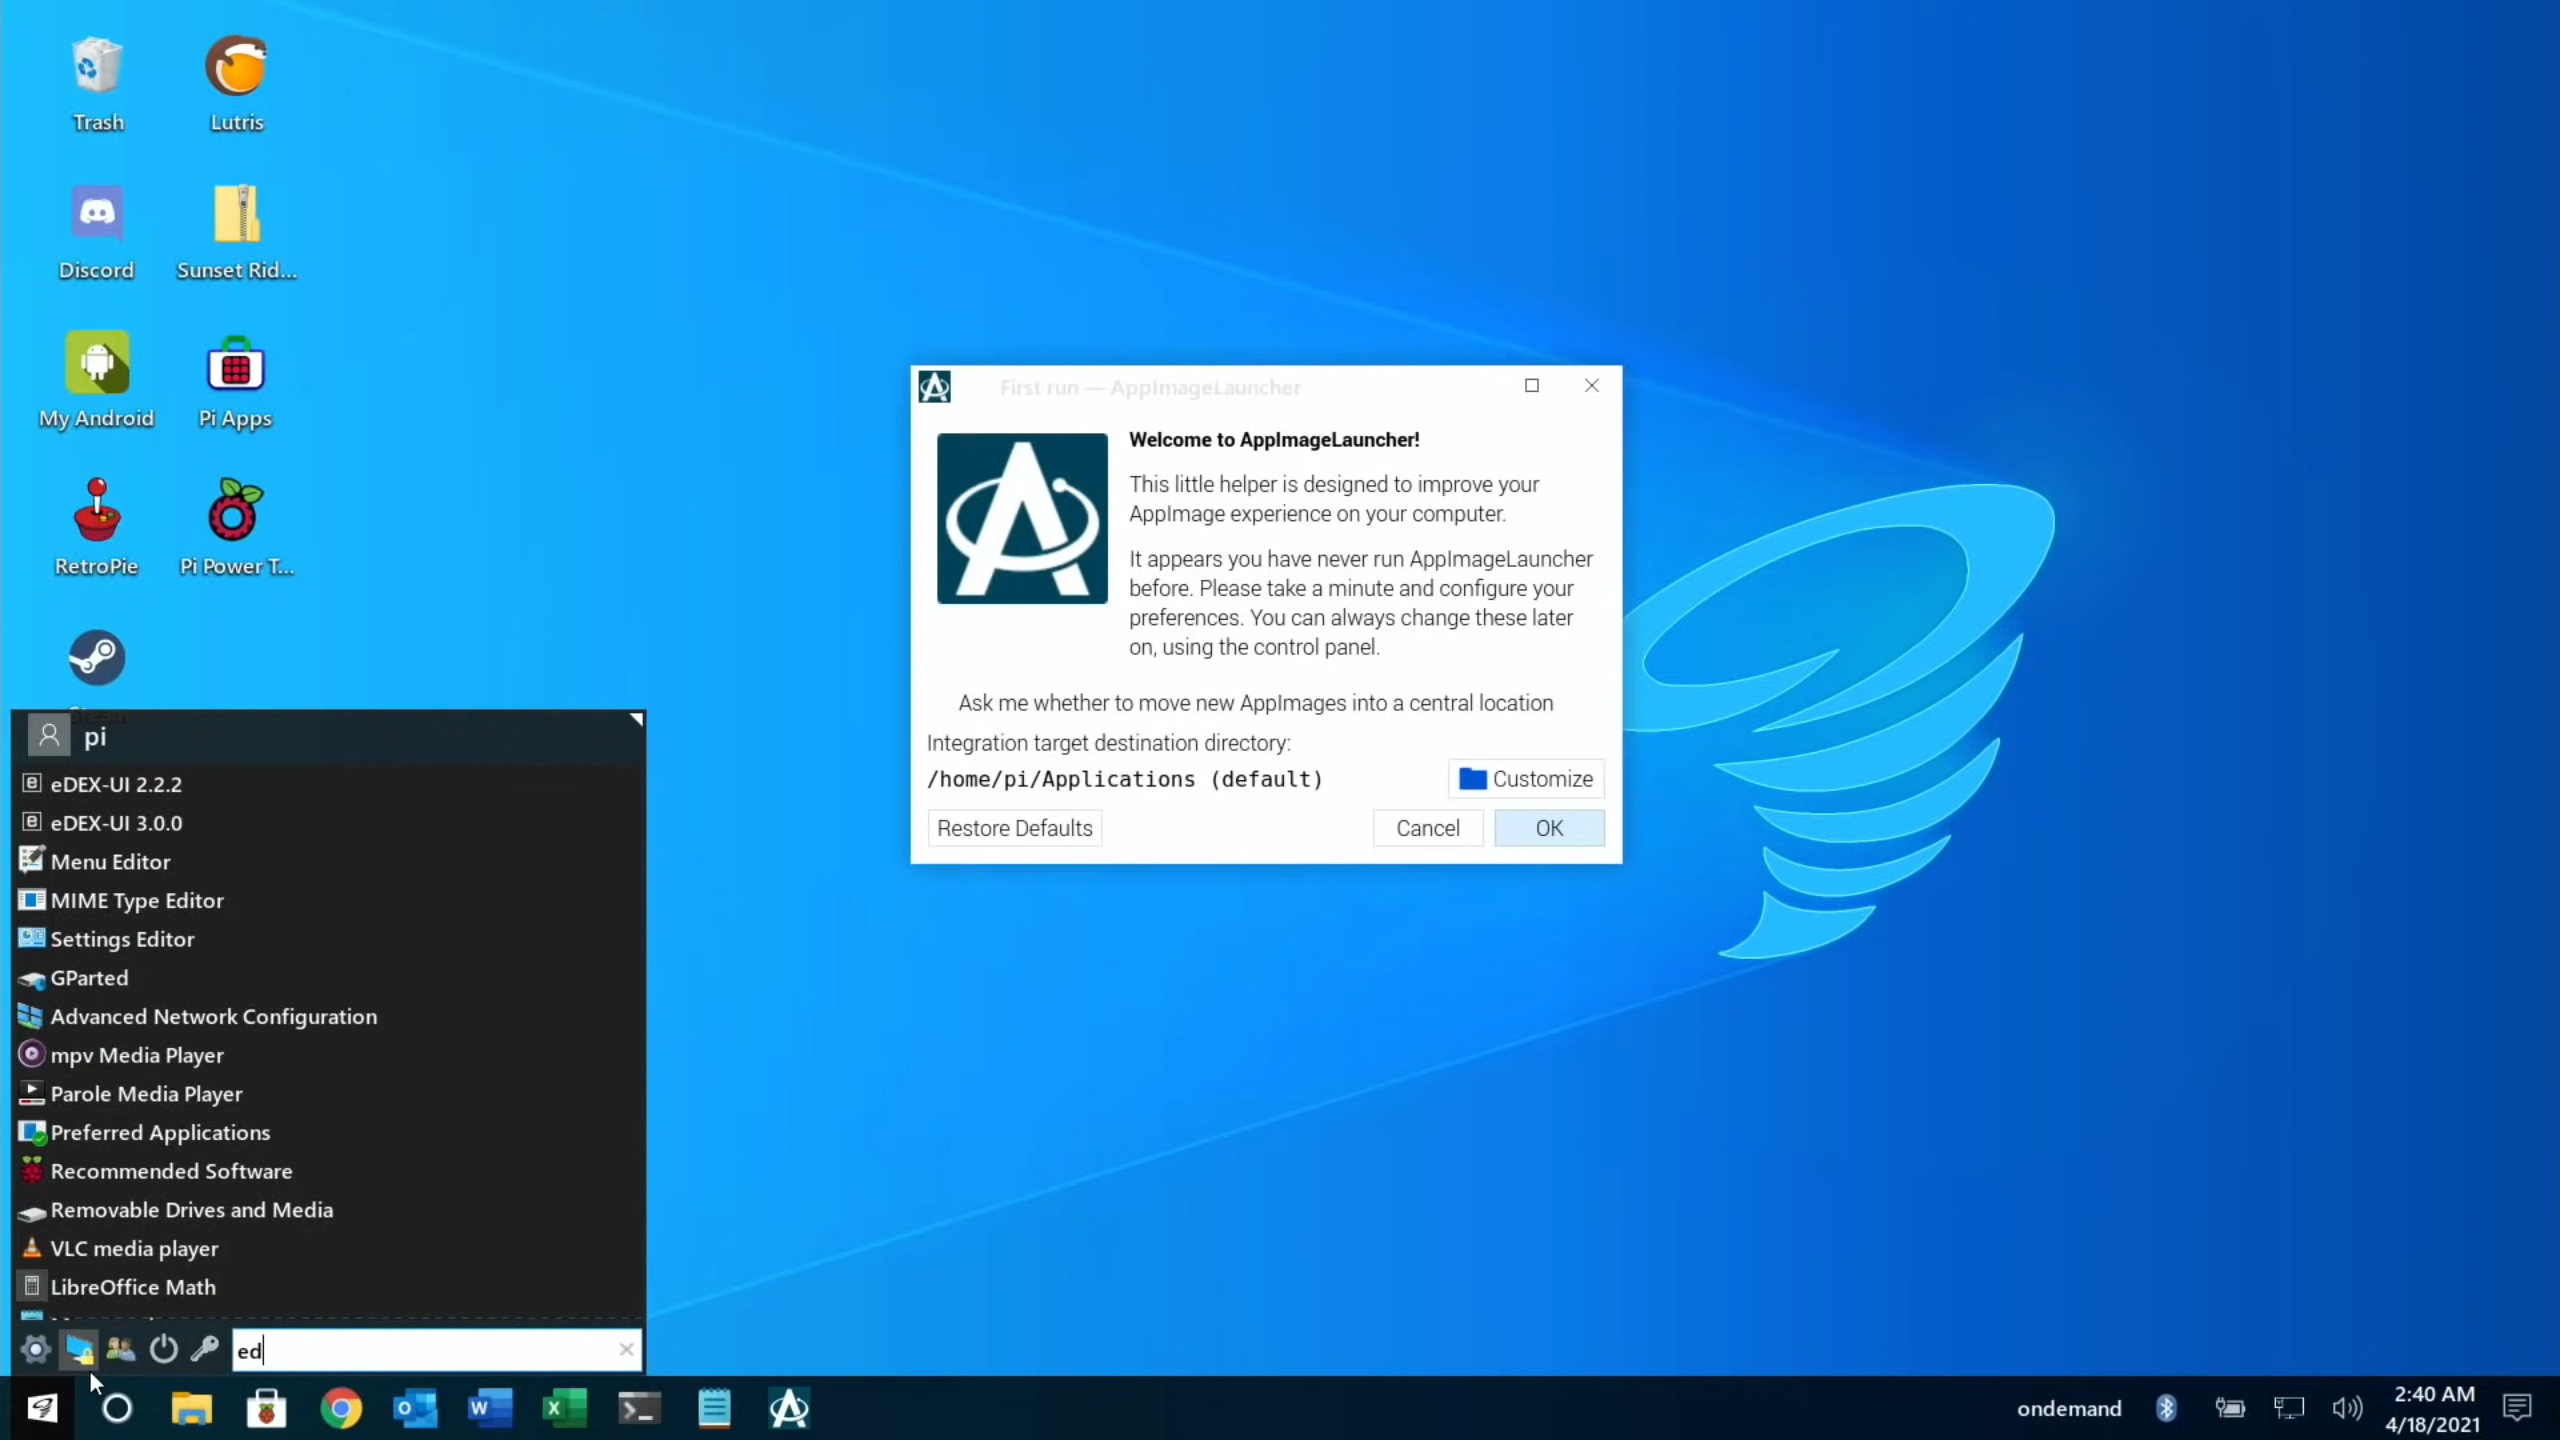 Trash
Lutris
Discord
Sunset Rid...
My Android
Pi Apps
RetroPie
Pi Power T...
First run — AppImageLauncher
Welcome to AppImageLauncher!
This little helper is designed to improve your
AppImage experience on your computer.
It appears you have never run AppImageLauncher
before. Please take a minute and configure your
preferences. You can always change these later
on, using the control panel.
Ask me whether to move new AppImages into a central location
Integration target destination directory:
/home/pi/Applications (default)
Customize
Restore Defaults
Cancel
OK
pi
eDEX-UI 2.2.2
eDEX-UI 3.0.0
Menu Editor
MIME Type Editor
Settings Editor
GParted
Advanced Network Configuration
mpv Media Player
Parole Media Player
Preferred Applications
Recommended Software
Removable Drives and Media
VLC media player
LibreOffice Math
ed
ondemand
2:40 AM
4/18/2021